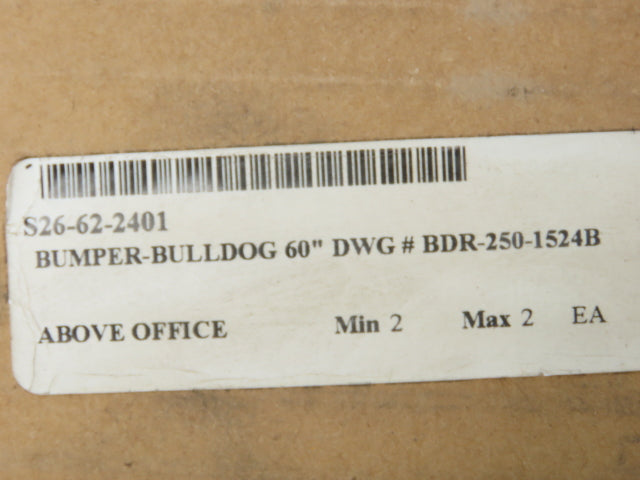 S26-62-2401
BUMPER-BULLDOG 60" DWG # BDR-250-1524B
ABOVE OFFICE Min 2 Max 2 EA